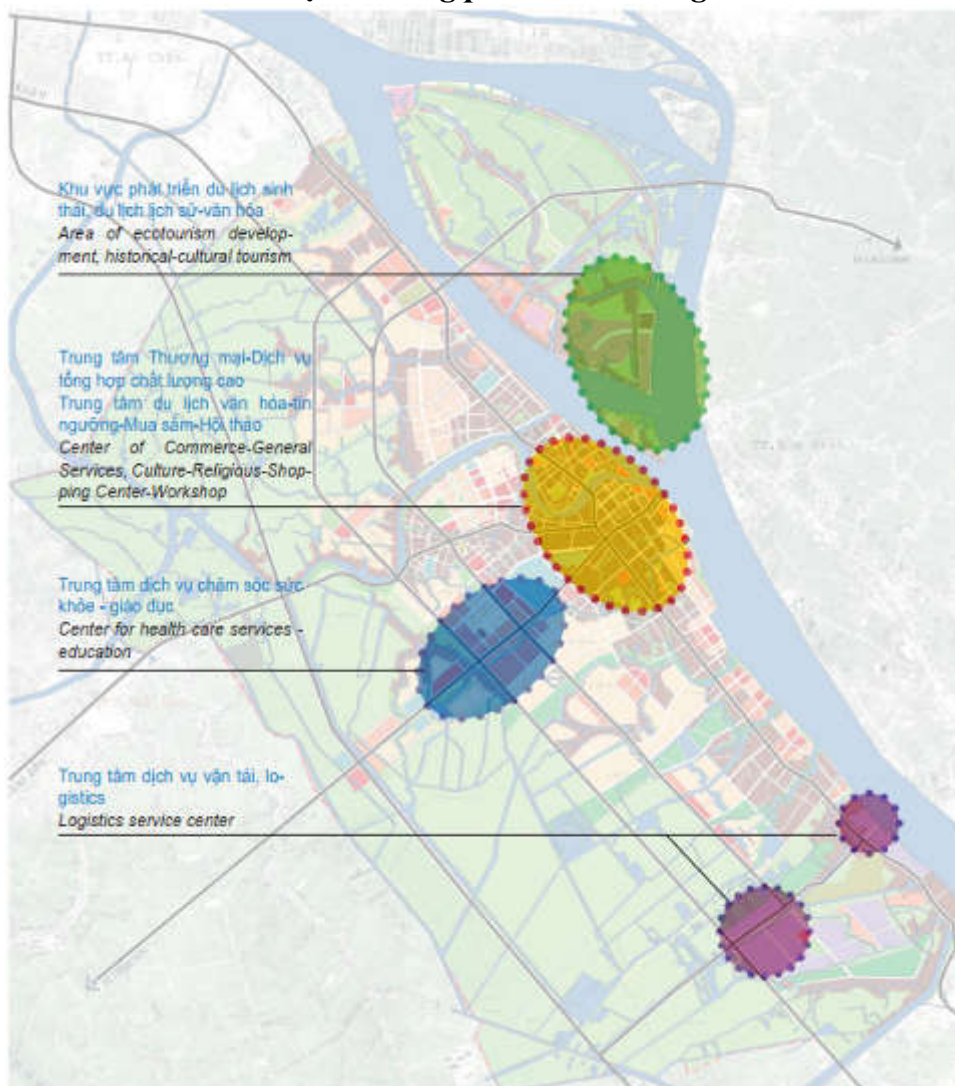 Khu vực phát triển du lịch sinh
thái, du lịch lịch sử-văn hóa
Area of ecotourism develop-
ment, historical-cultural tourism
Trung tâm Thương mại-Dịch vụ
tổng hợp chất lượng cao
Trung tâm du lịch văn hóa-tín
ngưỡng-Mua sắm-Hội thảo
Center of Commerce-General
Services, Culture-Religious-Shop-
ping Center-Workshop
Trung tâm dịch vụ chăm sóc sức
khỏe - giáo dục
Center for health care services -
education
Trung tâm dịch vụ vận tải, lo-
gistics
Logistics service center